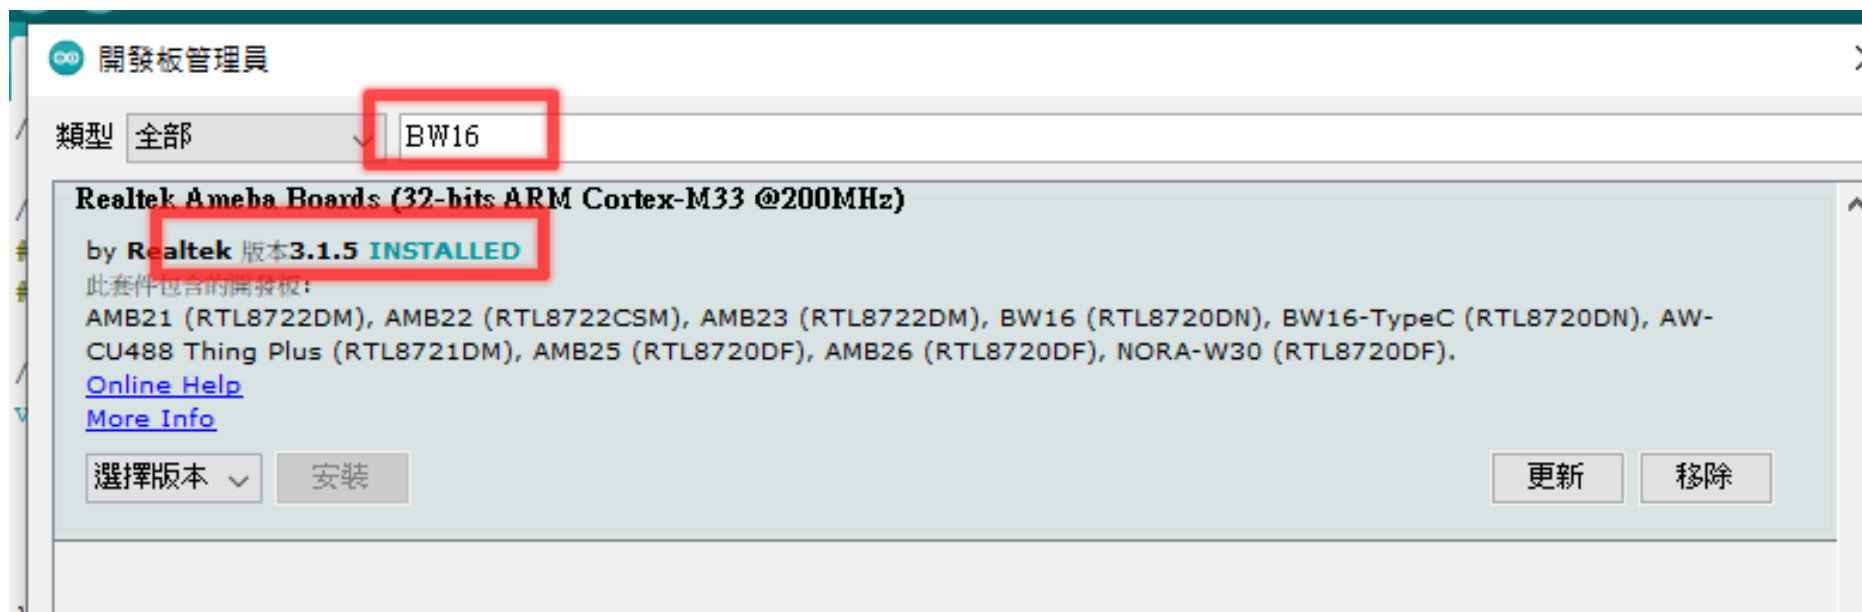 開發板管理員
類型 全部 BW16
Realtek Ameba Boards (32-bits ARM Cortex-M33 @200MHz)
by Realtek 版本3.1.5 INSTALLED
此套件包含的開發板:
AMB21 (RTL8722DM), AMB22 (RTL8722CSM), AMB23 (RTL8722DM), BW16 (RTL8720DN), BW16-TypeC (RTL8720DN), AW-
CU488 Thing Plus (RTL8721DM), AMB25 (RTL8720DF), AMB26 (RTL8720DF), NORA-W30 (RTL8720DF).
Online Help
More Info
選擇版本 安裝 更新 移除